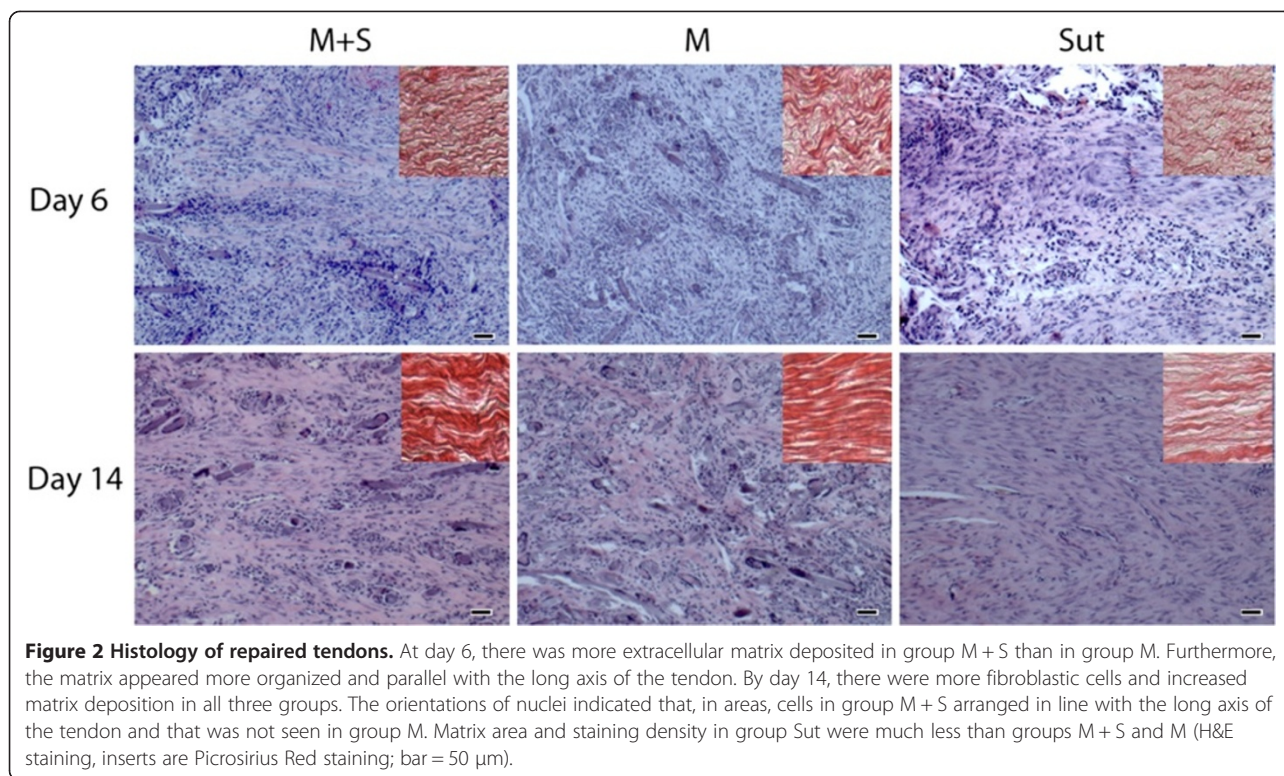 M+S M Sut
Day 6
Day 14
Figure 2 Histology of repaired tendons. At day 6, there was more extracellular matrix deposited in group M + S than in group M. Furthermore,
the matrix appeared more organized and parallel with the long axis of the tendon. By day 14, there were more fibroblastic cells and increased
matrix deposition in all three groups. The orientations of nuclei indicated that, in areas, cells in group M + S arranged in line with the long axis of
the tendon and that was not seen in group M. Matrix area and staining density in group Sut were much less than groups M + S and M (H&E
staining, inserts are Picrosirius Red staining; bar = 50 μm).